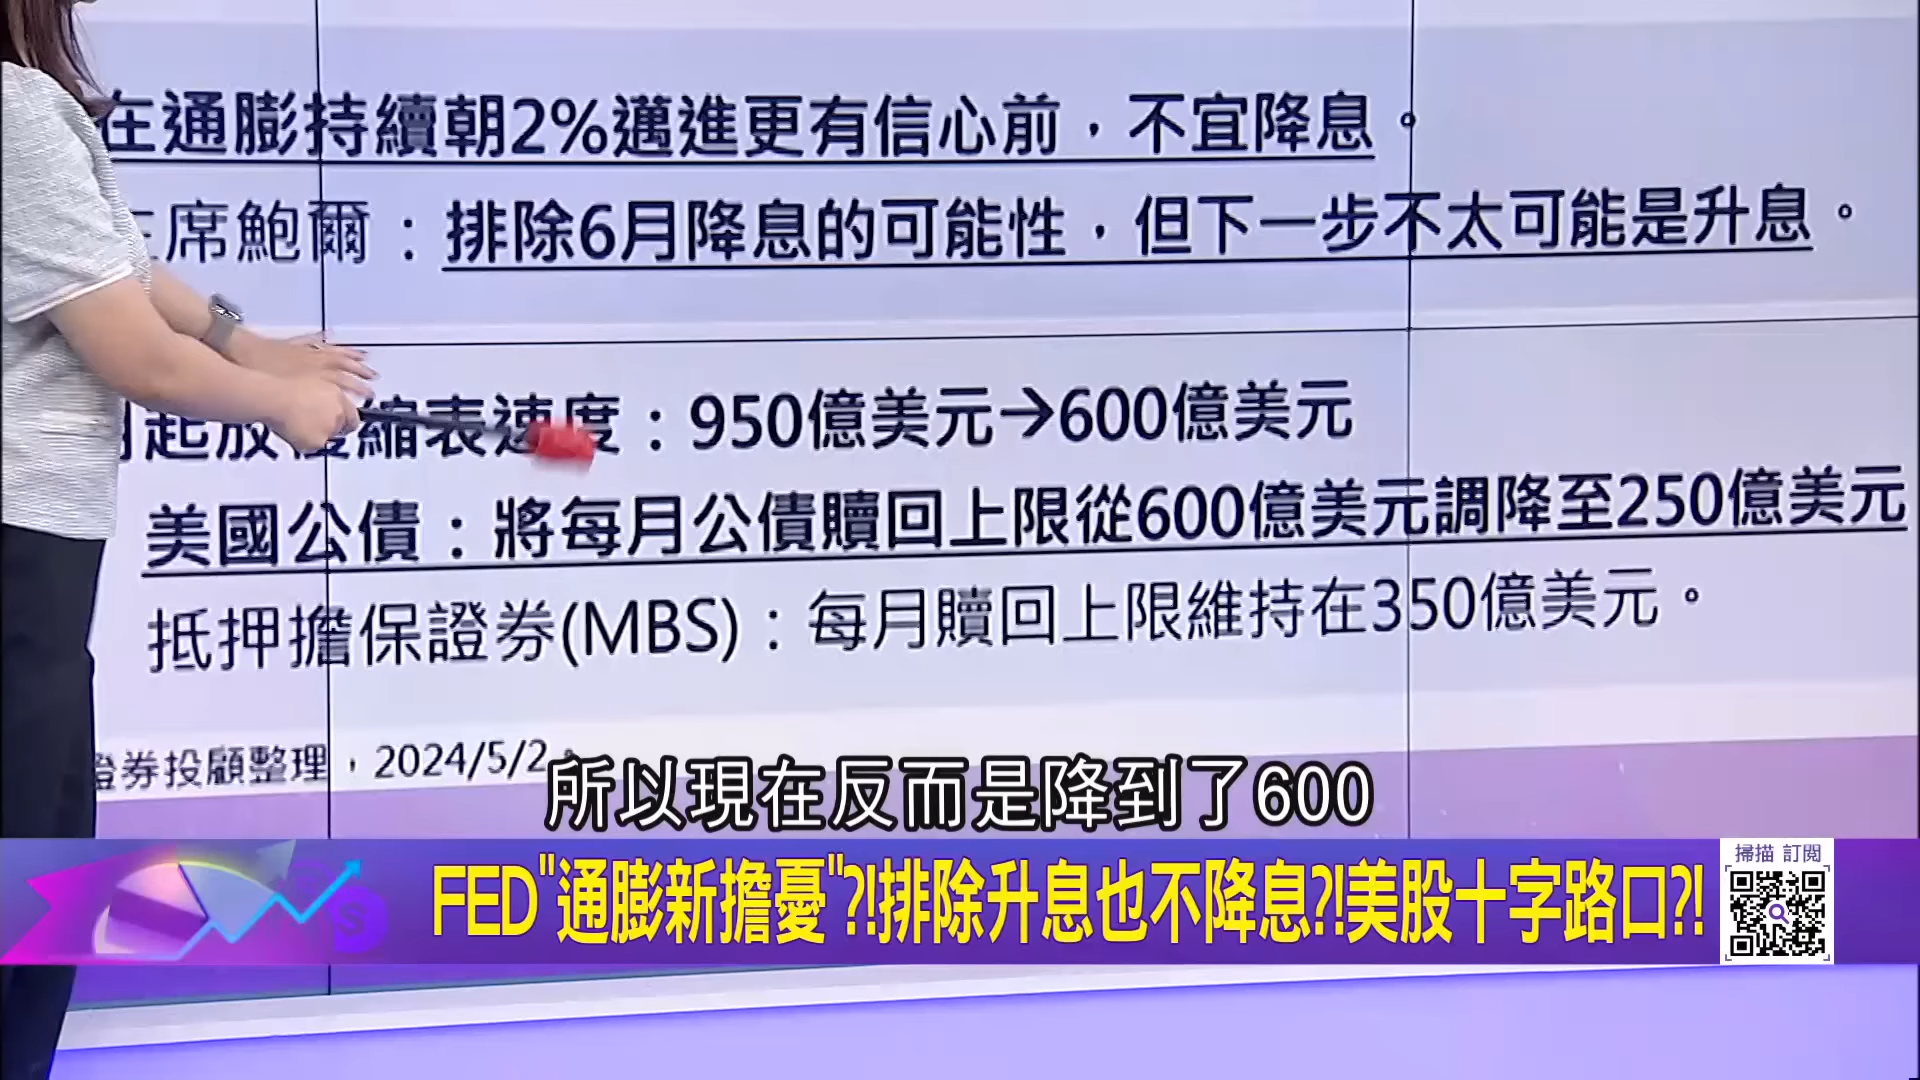 在通膨持續朝2%邁進更有信心前，不宜降息。
主席鮑爾：排除6月降息的可能性，但下一步不太可能是升息。
月起放慢縮表速度：950億美元→600億美元
美國公債：將每月公債贖回上限從600億美元調降至250億美元
抵押擔保證券(MBS)：每月贖回上限維持在350億美元。
證券投顧整理，2024/5/2。
所以現在反而是降到了600
掃描 訂閱
FED"通膨新擔憂"?!排除升息也不降息?!美股十字路口?!